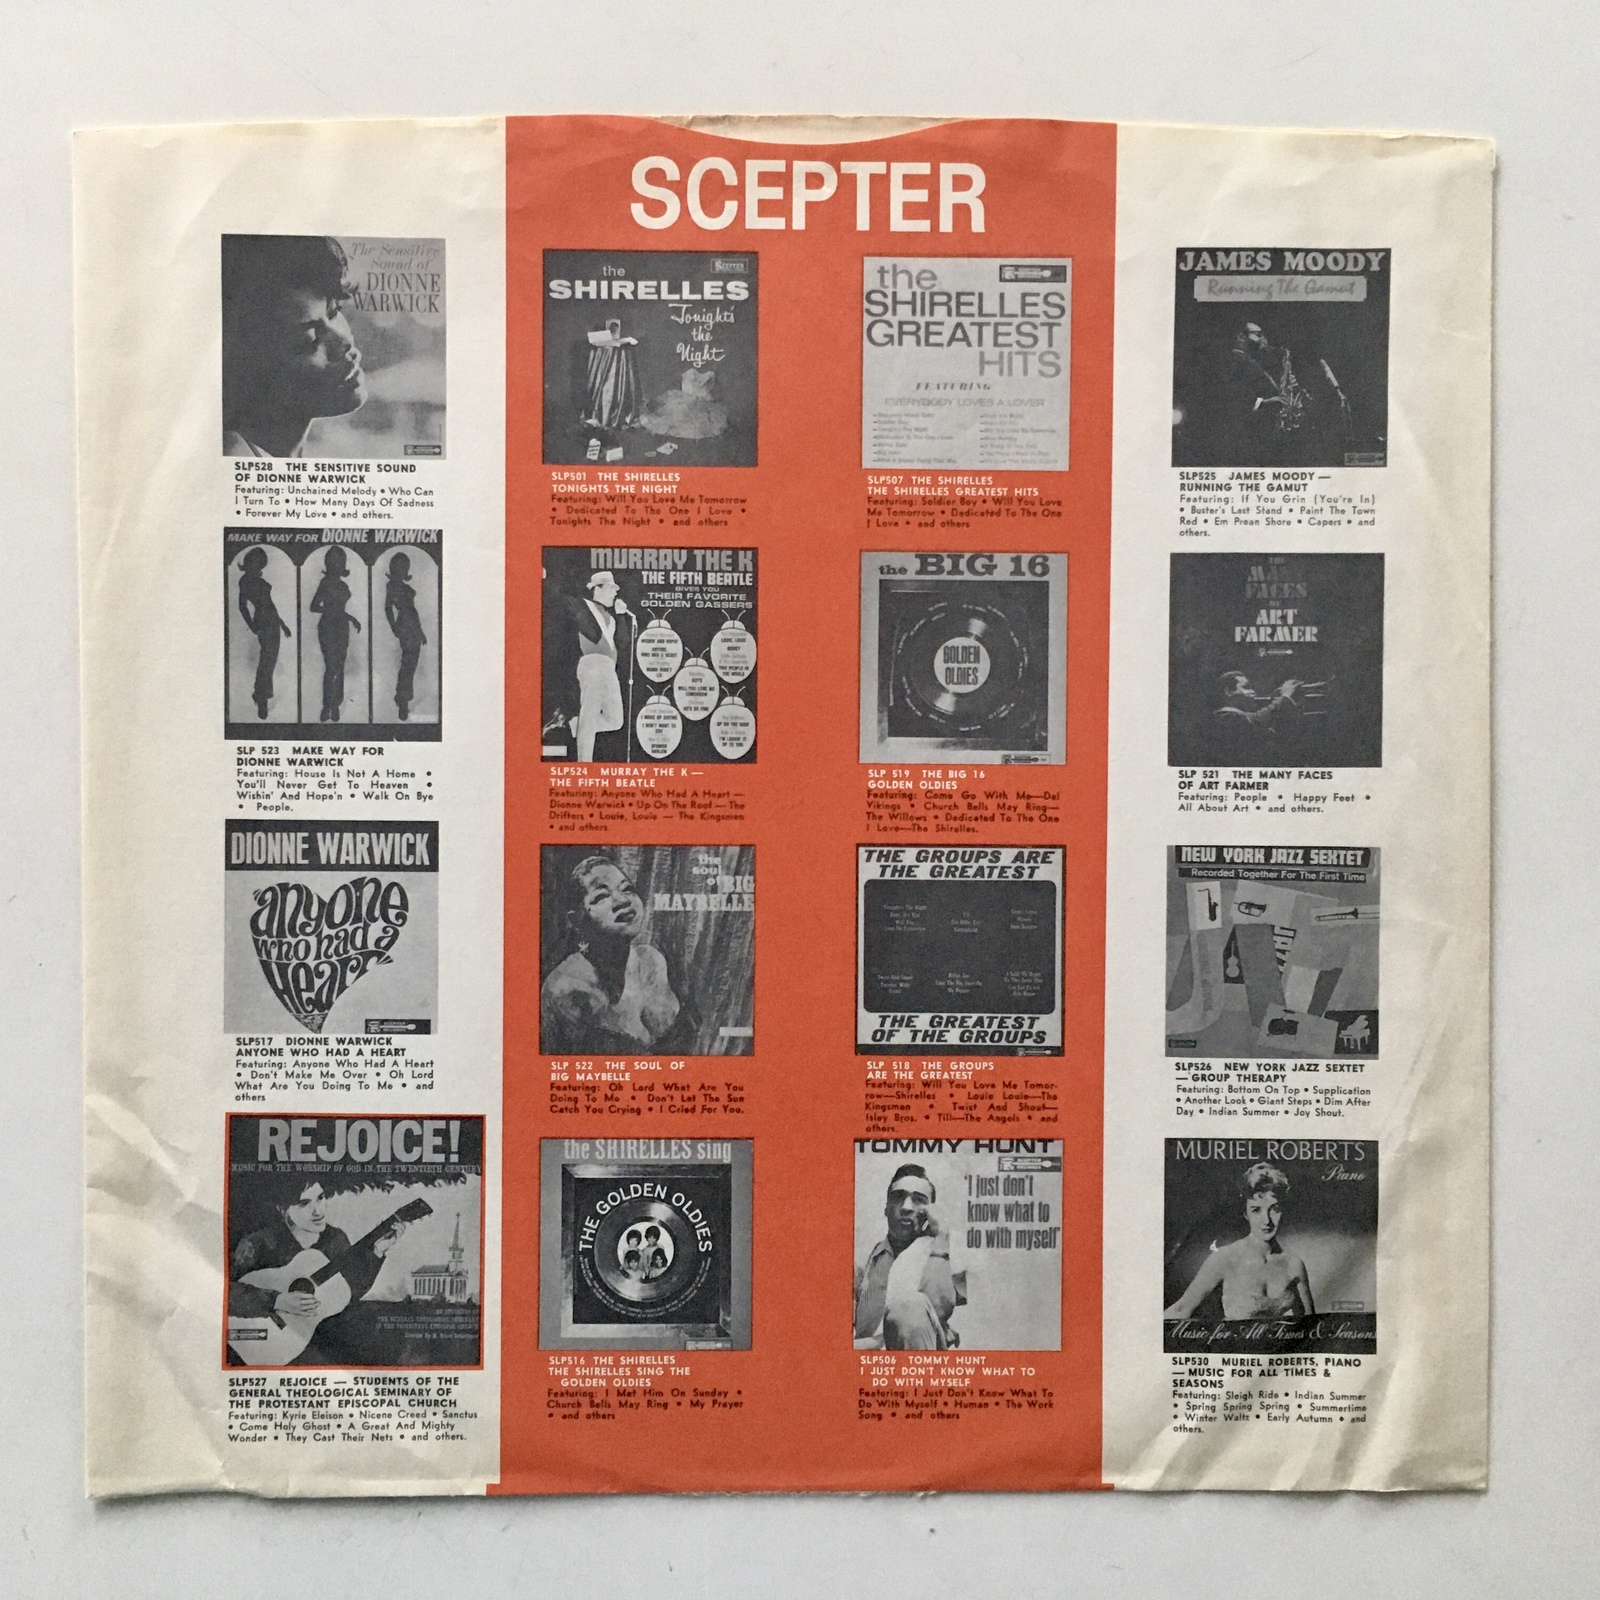 SCEPTER
The Sensitive
Sound of
DIONNE
WARWICK
SLP528 THE SENSITIVE SOUND
OF DIONNE WARWICK
Featuring: Unchained Melody • Who Can
I Turn To • How Many Days Of Sadness
• Forever My Love • and others.
MAKE WAY FOR DIONNE WARWICK
SLP 523 MAKE WAY FOR
DIONNE WARWICK
Featuring: House Is Not A Home •
You'll Never Get To Heaven •
Wishin' And Hope'n • Walk On Bye
• People.
DIONNE WARWICK
anyone
who had a
Heart
SLP517 DIONNE WARWICK
ANYONE WHO HAD A HEART
Featuring: Anyone Who Had A Heart
• Don't Make Me Over • Oh Lord
What Are You Doing To Me • and
others
REJOICE!
MUSIC FOR THE WORSHIP OF GOD IN THE TWENTIETH CENTURY
SLP527 REJOICE — STUDENTS OF THE
GENERAL THEOLOGICAL SEMINARY OF
THE PROTESTANT EPISCOPAL CHURCH
Featuring: Kyrie Eleison • Nicene Creed • Sanctus
• Come Holy Ghost • A Great And Mighty
Wonder • They Cast Their Nets • and others.
the
SHIRELLES
SCEPTER
Tonight's
the
Night
SLP501 THE SHIRELLES
TONIGHTS THE NIGHT
Featuring: Will You Love Me Tomorrow
• Dedicated To The One I Love •
Tonights The Night • and others
MURRAY THE K
THE FIFTH BEATLE
GIVES YOU
THEIR FAVORITE
GOLDEN GASSERS
SLP524 MURRAY THE K —
THE FIFTH BEATLE
Featuring: Anyone Who Had A Heart —
Dionne Warwick • Up On The Roof — The
Drifters • Louie, Louie — The Kingsmen
• and others
the
soul
of BIG
MAYBELLE
SLP 522 THE SOUL OF
BIG MAYBELLE
Featuring: Oh Lord What Are You
Doing To Me • Don't Let The Sun
Catch You Crying • I Cried For You.
the SHIRELLES sing
THE GOLDEN OLDIES
SLP516 THE SHIRELLES
THE SHIRELLES SING THE
GOLDEN OLDIES
Featuring: I Met Him On Sunday •
Church Bells May Ring • My Prayer
• and others
the
SHIRELLES
GREATEST
HITS
FEATURING
EVERYBODY LOVES A LOVER
SLP507 THE SHIRELLES
THE SHIRELLES GREATEST HITS
Featuring: Soldier Boy • Will You Love
Me Tomorrow • Dedicated To The One
I Love • and others
the BIG 16
GOLDEN
OLDIES
SLP 519 THE BIG 16
GOLDEN OLDIES
Featuring: Come Go With Me—Del
Vikings • Church Bells May Ring—
The Willows • Dedicated To The One
I Love—The Shirelles.
THE GROUPS ARE
THE GREATEST
THE GREATEST
OF THE GROUPS
SLP 518 THE GROUPS
ARE THE GREATEST
Featuring: Will You Love Me Tomor-
row—Shirelles • Louie Louie—The
Kingsmen • Twist And Shout—
Isley Bros. • Till—The Angels • and
others.
TOMMY HUNT
'I just don't
know what to
do with myself'
SLP506 TOMMY HUNT
I JUST DON'T KNOW WHAT TO
DO WITH MYSELF
Featuring: I Just Don't Know What To
Do With Myself • Human • The Work
Song • and others
JAMES MOODY
Running The Gamut
SLP525 JAMES MOODY —
RUNNING THE GAMUT
Featuring: If You Grin (You're In)
• Buster's Last Stand • Paint The Town
Red • Em Prean Shore • Capers • and
others.
THE
MANY
FACES
OF
ART
FARMER
SLP 521 THE MANY FACES
OF ART FARMER
Featuring: People • Happy Feet •
All About Art • and others.
NEW YORK JAZZ SEXTET
Recorded Together For The First Time
JAZZ
SLP526 NEW YORK JAZZ SEXTET
— GROUP THERAPY
Featuring: Bottom On Top • Supplication
• Another Look • Giant Steps • Dim After
Day • Indian Summer • Joy Shout.
MURIEL ROBERTS
Piano
Music for All Times & Seasons
SLP530 MURIEL ROBERTS, PIANO
— MUSIC FOR ALL TIMES &
SEASONS
Featuring: Sleigh Ride • Indian Summer
• Spring Spring Spring • Summertime
• Winter Waltz • Early Autumn • and
others.